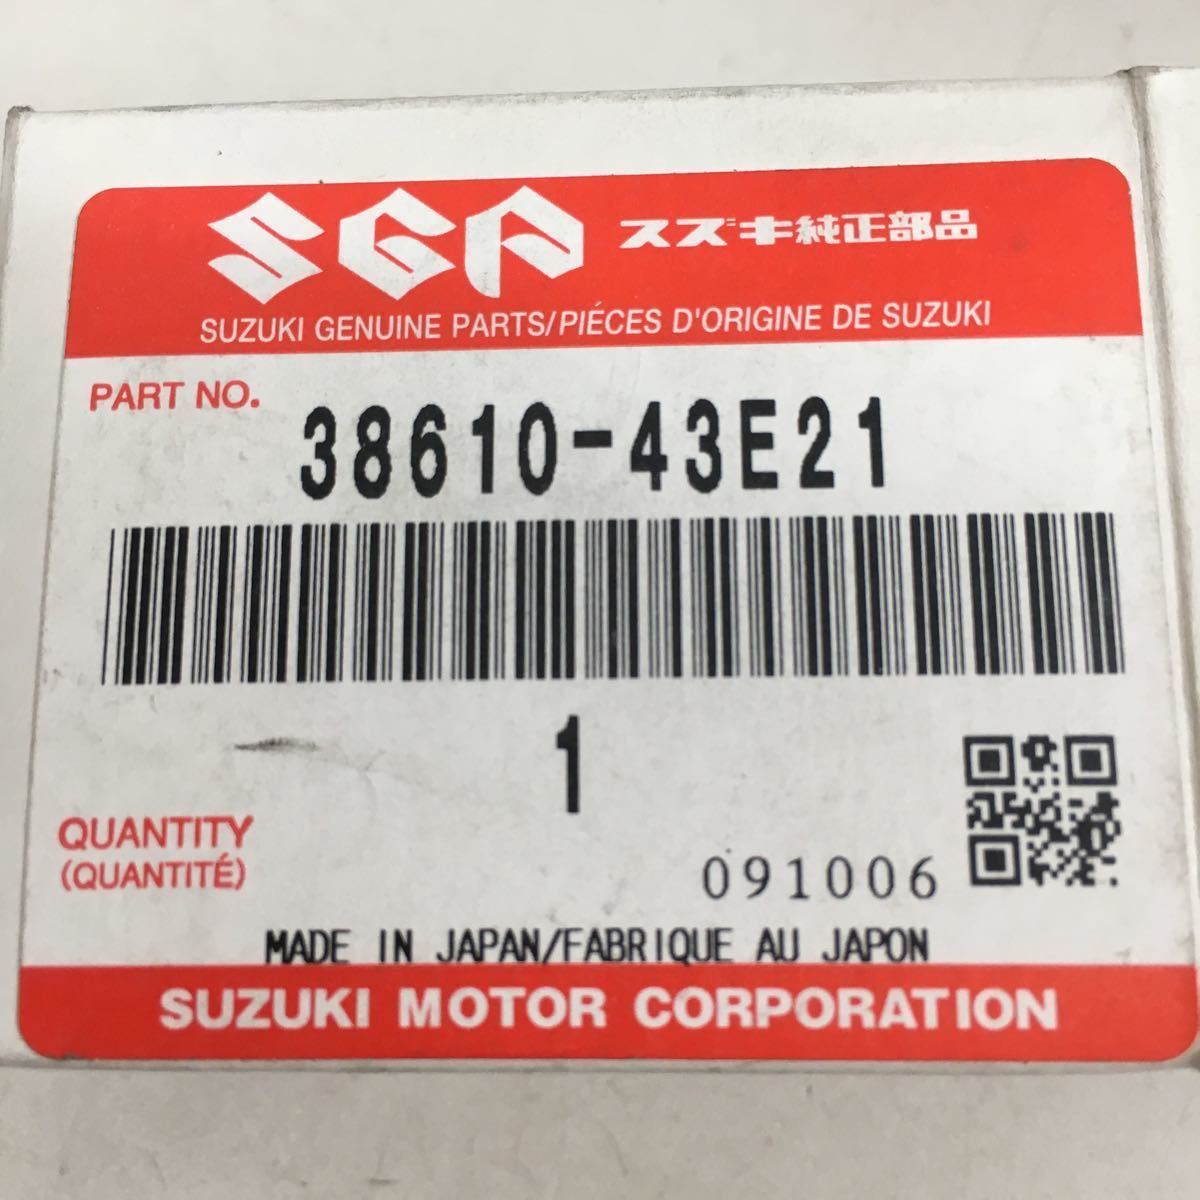 SGP スズキ純正部品
SUZUKI GENUINE PARTS/PIÉCES D'ORIGINE DE SUZUKI
PART NO. 38610-43E21
1
QUANTITY
(QUANTITÉ)
091006
MADE IN JAPAN/FABRIQUE AU JAPON
SUZUKI MOTOR CORPORATION